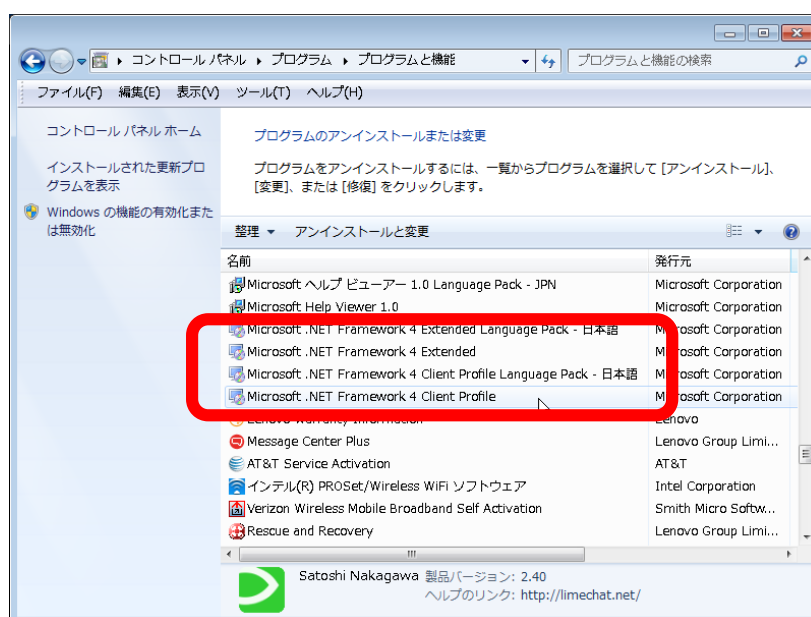 コントロール パネル ▸ プログラム ▸ プログラムと機能
プログラムと機能の検索
ファイル(F) 編集(E) 表示(V) ツール(T) ヘルプ(H)
コントロール パネル ホーム
インストールされた更新プロ
グラムを表示
Windows の機能の有効化また
は無効化
プログラムのアンインストールまたは変更
プログラムをアンインストールするには、一覧からプログラムを選択して [アンインストール]、
[変更]、または [修復] をクリックします。
整理 アンインストールと変更
名前 発行元
Microsoft ヘルプ ビューアー 1.0 Language Pack - JPN Microsoft Corporation
Microsoft Help Viewer 1.0 Microsoft Corporation
Microsoft .NET Framework 4 Extended Language Pack - 日本語 Microsoft Corporation
Microsoft .NET Framework 4 Extended Microsoft Corporation
Microsoft .NET Framework 4 Client Profile Language Pack - 日本語 Microsoft Corporation
Microsoft .NET Framework 4 Client Profile Microsoft Corporation
Lenovo Warranty Information Lenovo
Message Center Plus Lenovo Group Limi...
AT&T Service Activation AT&T
インテル(R) PROSet/Wireless WiFi ソフトウェア Intel Corporation
Verizon Wireless Mobile Broadband Self Activation Smith Micro Softw...
Rescue and Recovery Lenovo Group Limi...
Satoshi Nakagawa 製品バージョン: 2.40
ヘルプのリンク: http://limechat.net/